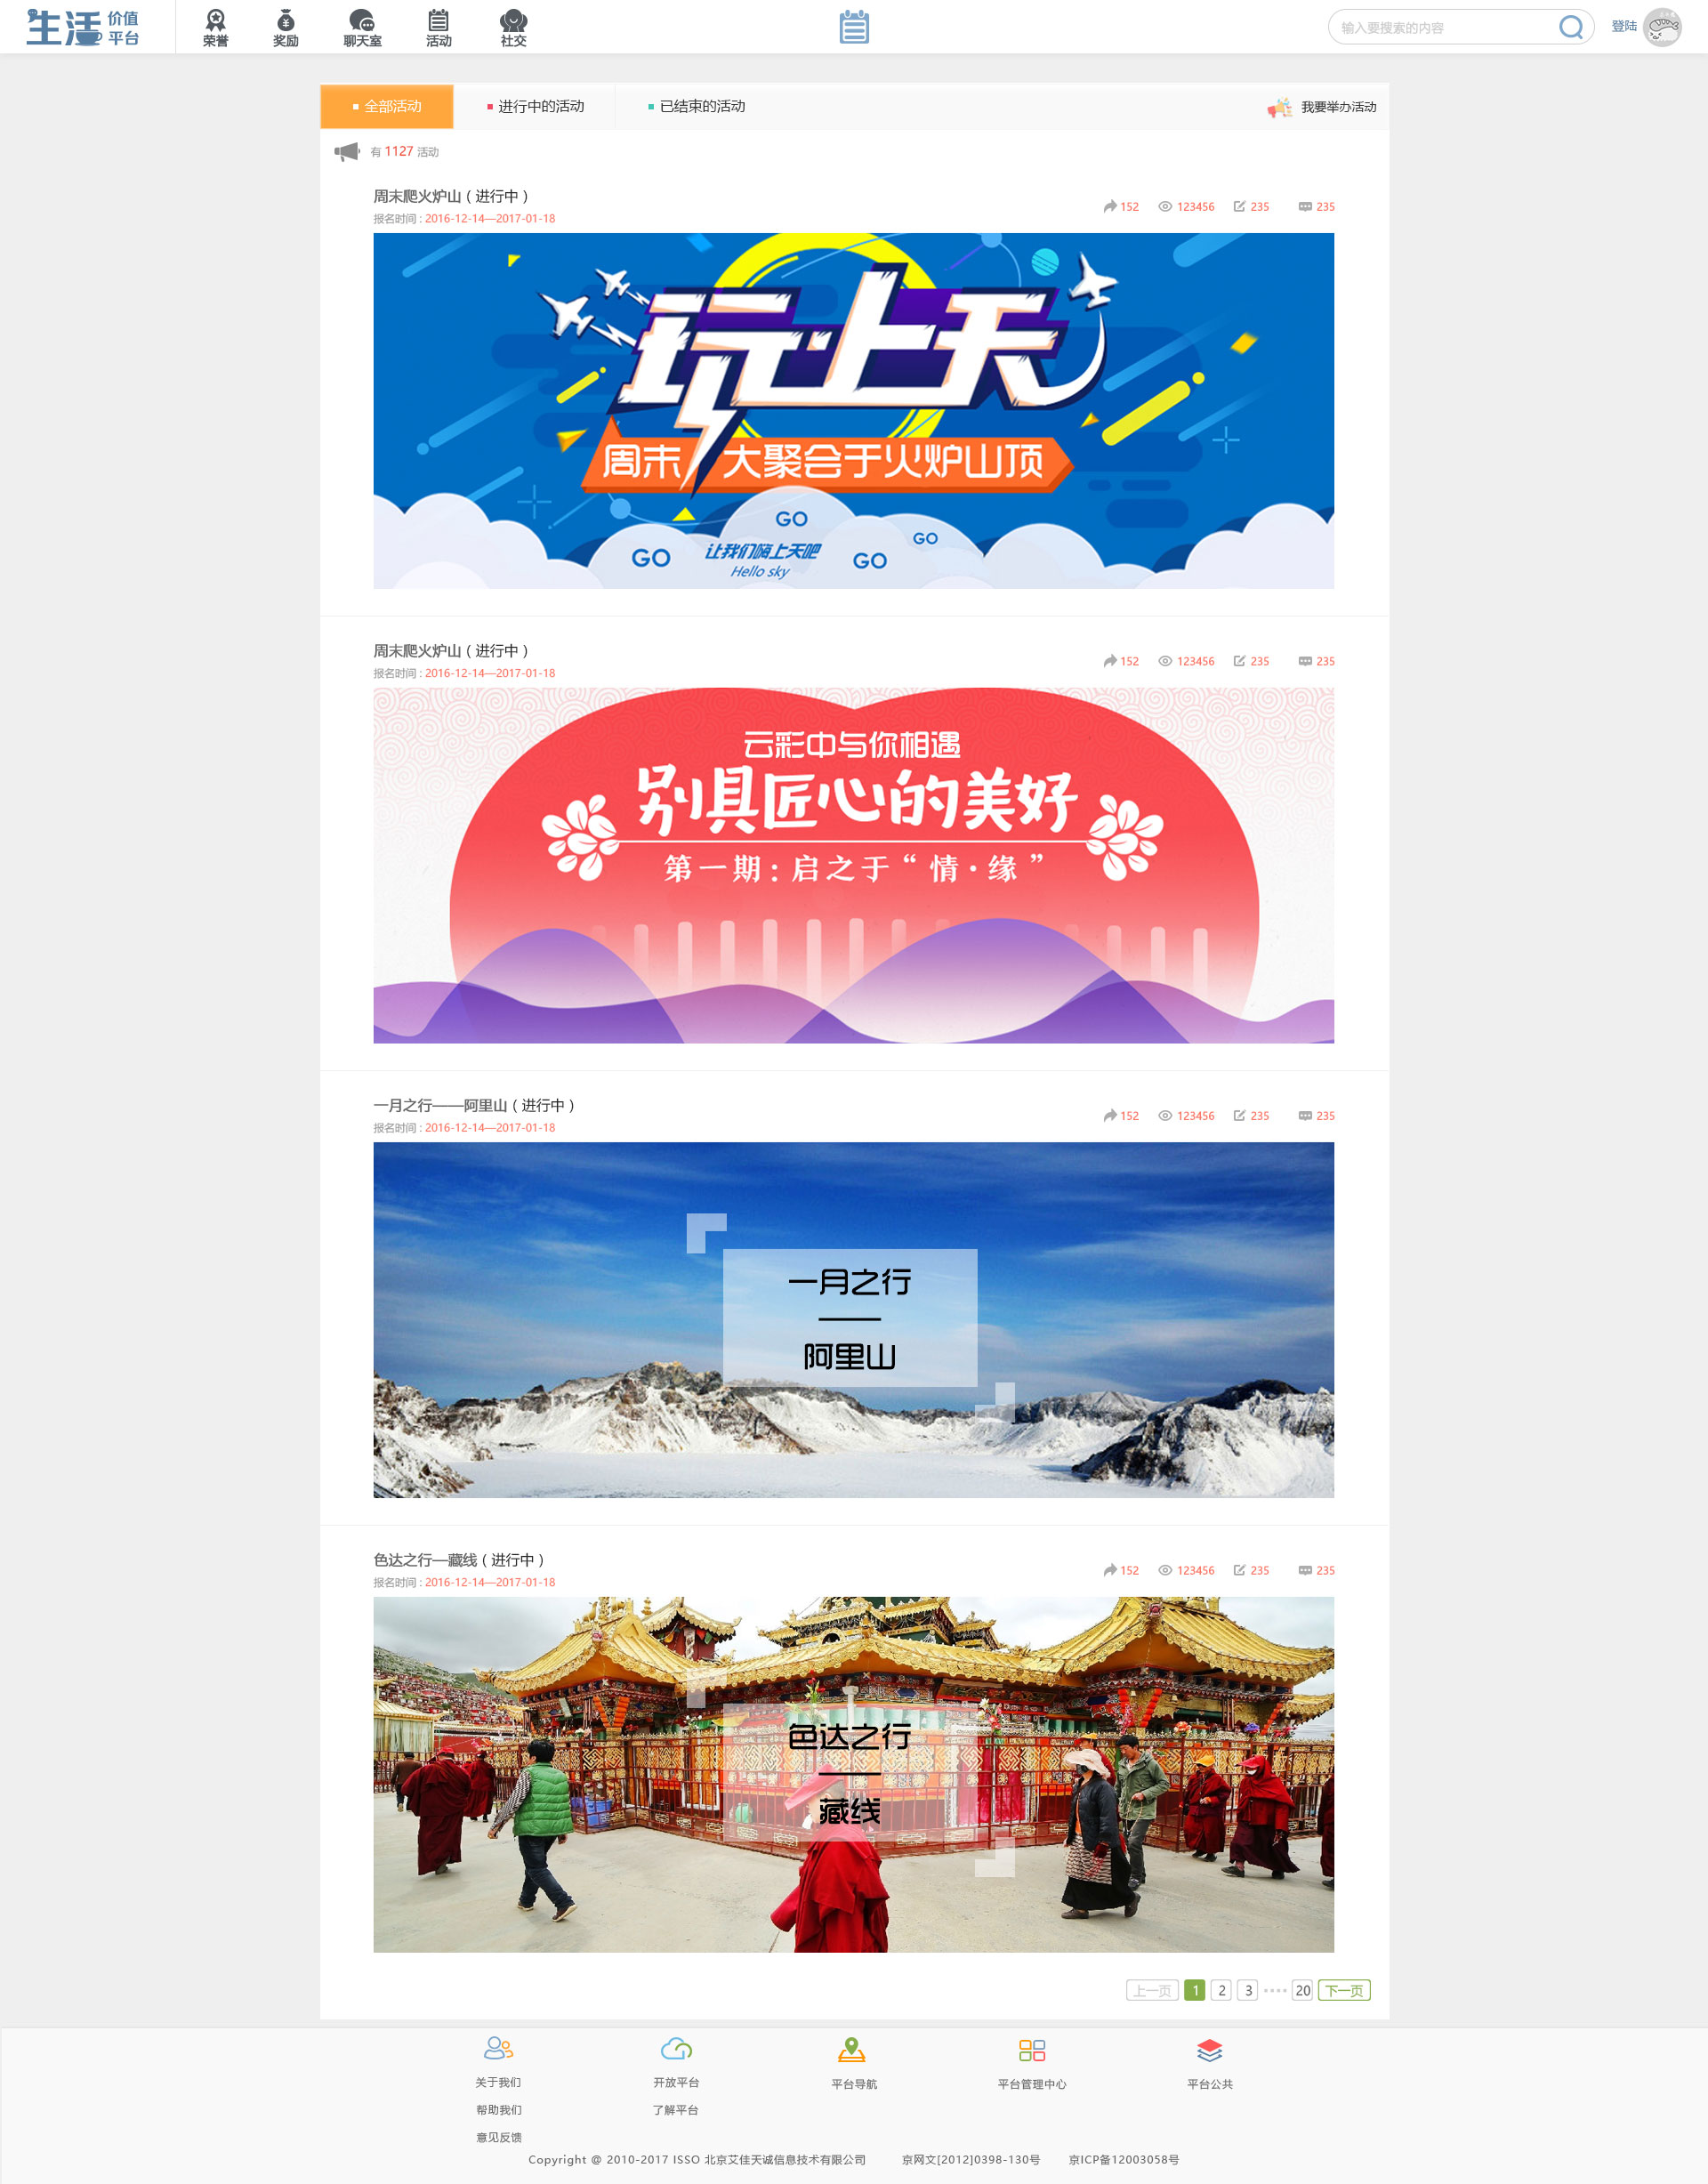 生活 价值平台
荣誉 奖励 聊天室 活动 社交
输入要搜索的内容
登陆
全部活动 进行中的活动 已结束的活动
我要举办活动
有 1127 活动
周末爬火炉山 ( 进行中 )
报名时间 : 2016-12-14—2017-01-18
152 123456 235 235
玩上天
周末 大聚会于火炉山顶
GO
GO
GO
GO
让我们嗨上天吧
Hello sky
周末爬火炉山 ( 进行中 )
报名时间 : 2016-12-14—2017-01-18
152 123456 235 235
云彩中与你相遇
别具匠心的美好
第一期：启之于“情·缘”
一月之行——阿里山 ( 进行中 )
报名时间 : 2016-12-14—2017-01-18
152 123456 235 235
一月之行
——
阿里山
色达之行—藏线 ( 进行中 )
报名时间 : 2016-12-14—2017-01-18
152 123456 235 235
色达之行
——
藏线
上一页 1 2 3 •••• 20 下一页
关于我们 开放平台 平台导航 平台管理中心 平台公共
帮助我们 了解平台
意见反馈
Copyright @ 2010-2017 ISSO 北京艾佳天诚信息技术有限公司 京网文[2012]0398-130号 京ICP备12003058号